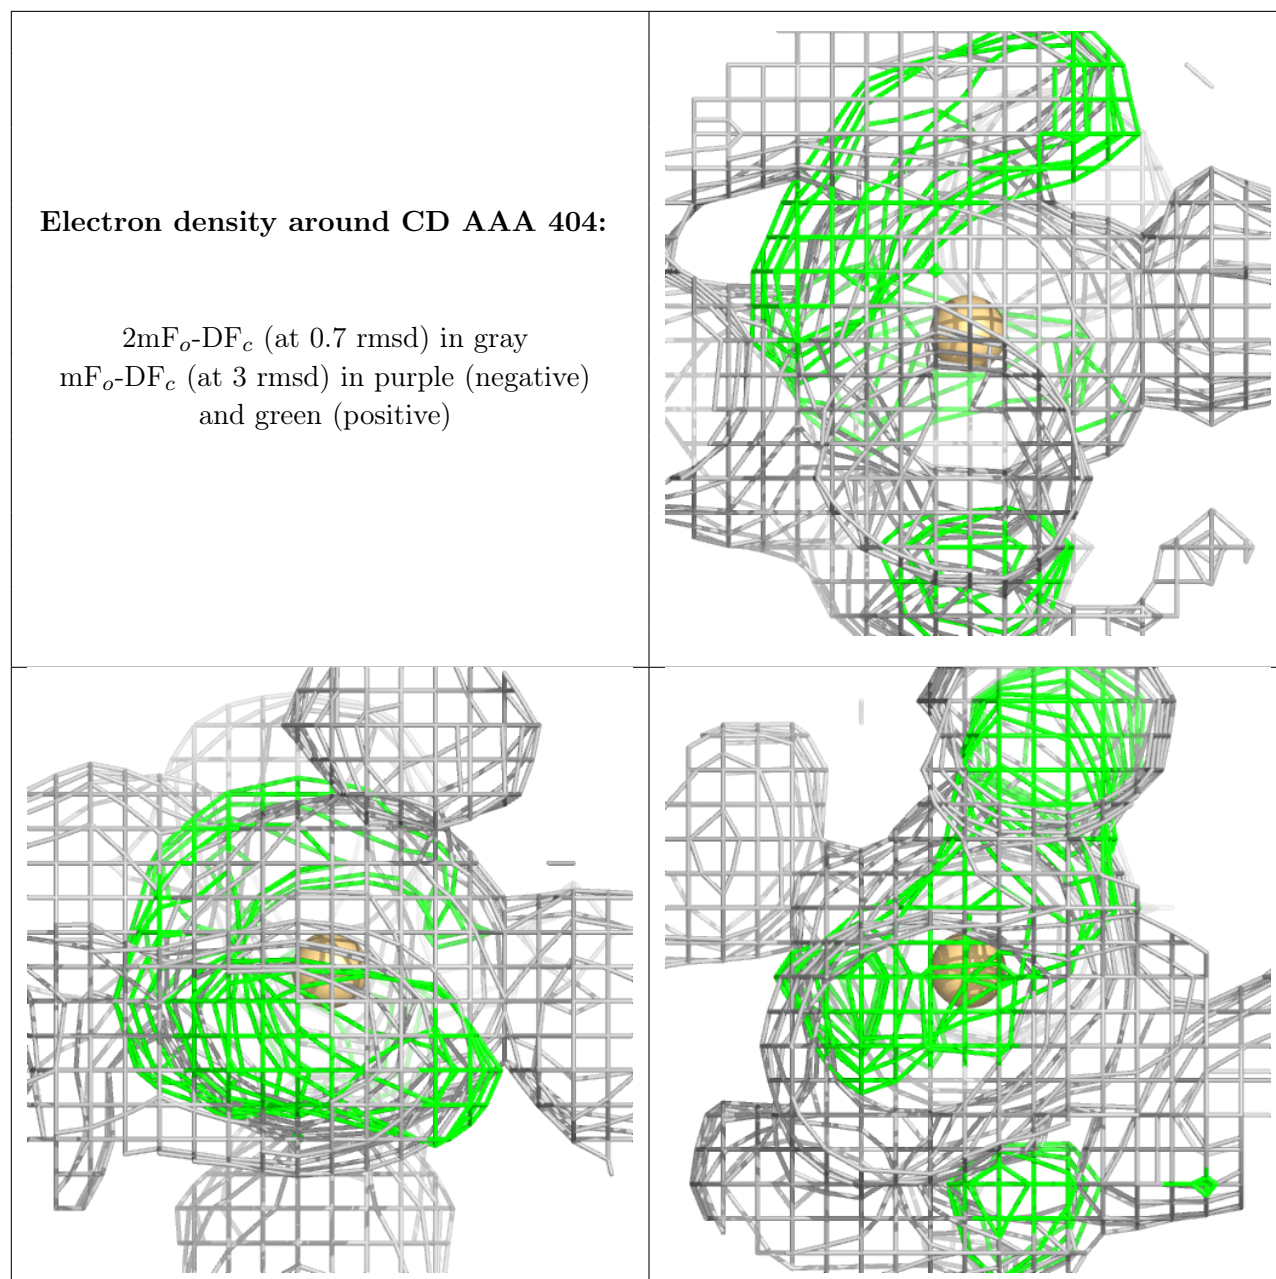 Electron density around CD AAA 404:
2mFo-DFc (at 0.7 rmsd) in gray
mFo-DFc (at 3 rmsd) in purple (negative)
and green (positive)